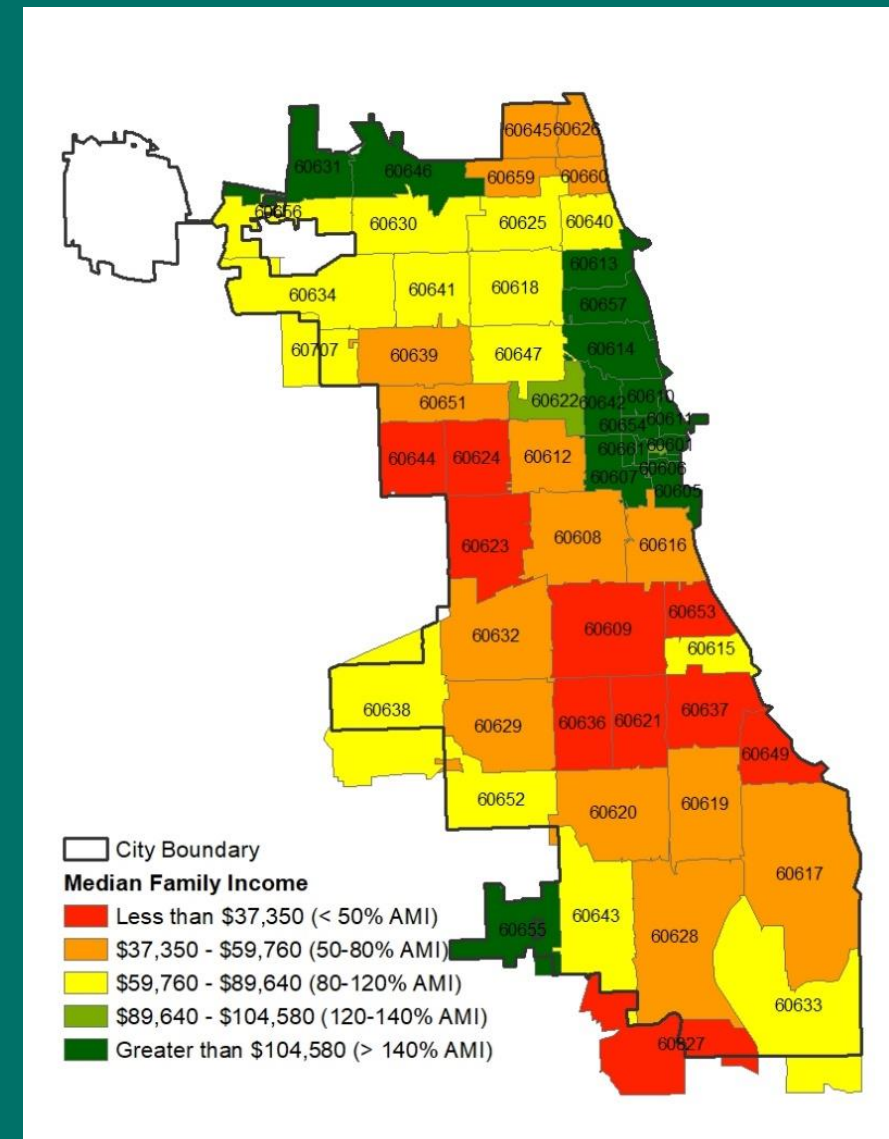 60645 60626
60631 60646
60659 60660
60656
60630 60625 60640
60613
60634 60641 60618
60657
60707 60639 60647 60614
60651 60622 60642 60610
60654 60611
60644 60624 60612 60661 60601
60606
60607
60605
60623 60608 60616
60653
60632 60609
60615
60638 60629 60636 60621 60637
60649
60652 60620 60619
60617
60655 60643 60628
60633
60827
City Boundary
Median Family Income
Less than $37,350 (< 50% AMI)
$37,350 - $59,760 (50-80% AMI)
$59,760 - $89,640 (80-120% AMI)
$89,640 - $104,580 (120-140% AMI)
Greater than $104,580 (> 140% AMI)